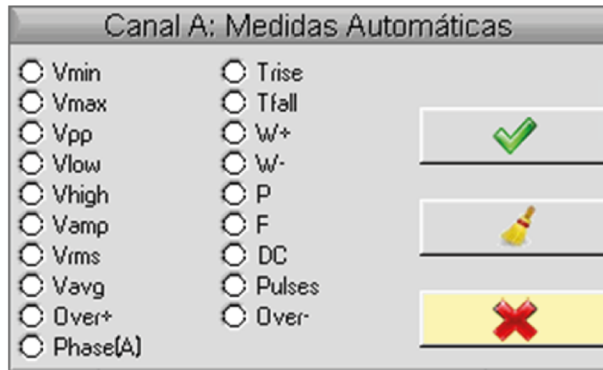 Canal A: Medidas Automáticas
Vmin
Vmax
Vpp
Vlow
Vhigh
Vamp
Vrms
Vavg
Over+
Phase(A)
Trise
Tfall
W+
W-
P
F
DC
Pulses
Over-